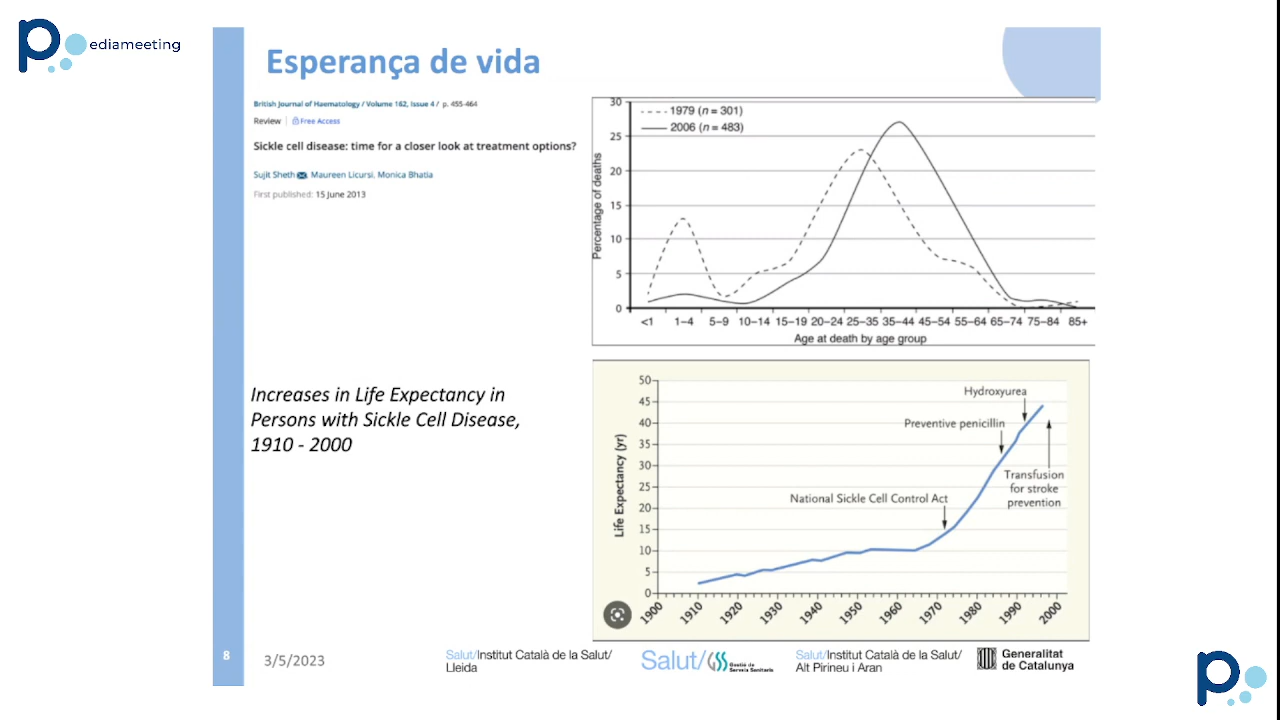 ediameeting
Esperança de vida
British Journal of Haematology / Volume 162, Issue 4 / p. 455-464
Review
Free Access
Sickle cell disease: time for a closer look at treatment options?
Sujit Sheth, Maureen Licursi, Monica Bhatia
First published: 15 June 2013
30
25
20
15
10
5
0
Percentage of deaths
1979 (n = 301)
2006 (n = 483)
<1 1–4 5–9 10–14 15–19 20–24 25–35 35–44 45–54 55–64 65–74 75–84 85+
Age at death by age group
Increases in Life Expectancy in
Persons with Sickle Cell Disease,
1910 - 2000
50
45
40
35
30
25
20
15
10
5
0
Life Expectancy (yr)
Hydroxyurea
Preventive penicillin
Transfusion
for stroke
prevention
National Sickle Cell Control Act
1900 1910 1920 1930 1940 1950 1960 1970 1980 1990 2000
8
3/5/2023
Salut/Institut Català de la Salut/
Lleida
Salut/
Gestió de
Serveis Sanitaris
Salut/Institut Català de la Salut/
Alt Pirineu i Aran
Generalitat
de Catalunya